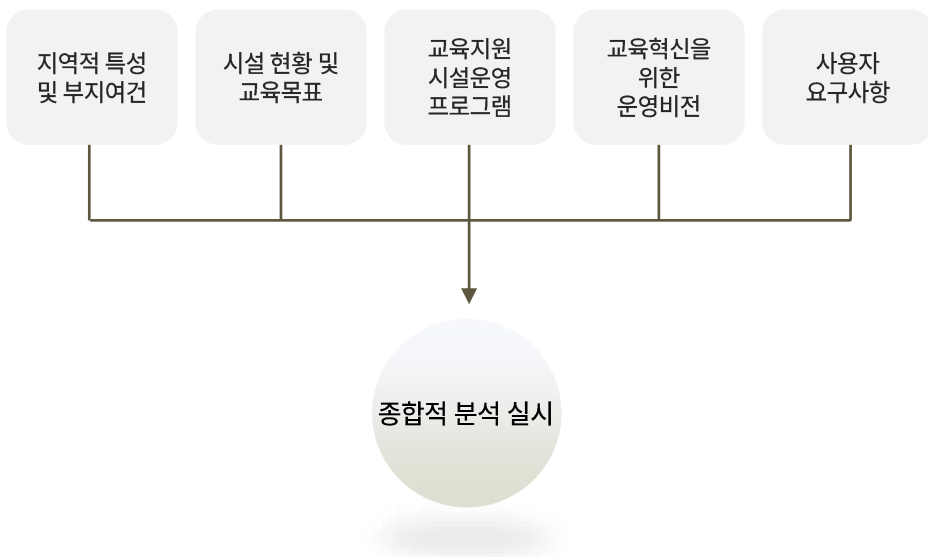 지역적 특성
및 부지여건
시설 현황 및
교육목표
교육지원
시설운영
프로그램
교육혁신을
위한
운영비전
사용자
요구사항
종합적 분석 실시